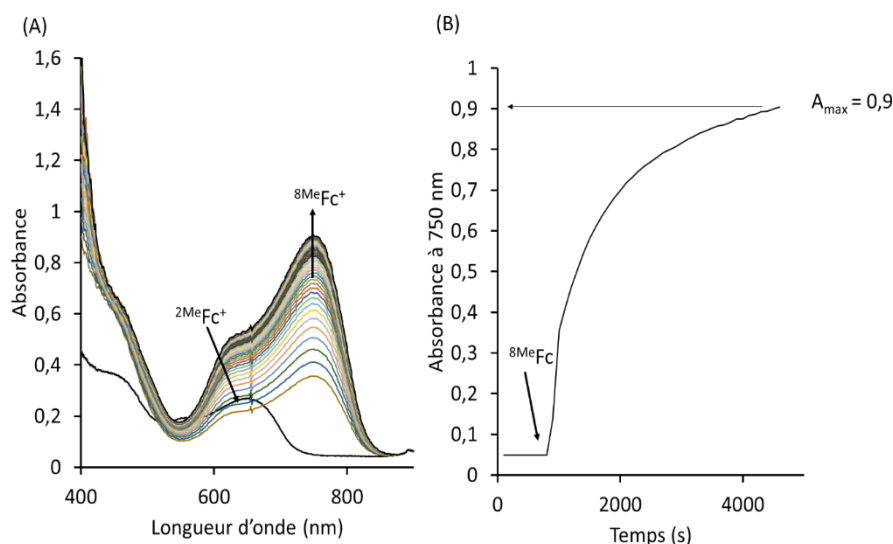 (A)
1,6
1,4
1,2
1
0,8
0,6
0,4
0,2
0
Absorbance
8MeFc+
2MeFc+
400
600
800
Longueur d'onde (nm)
(B)
1
0,9
0,8
0,7
0,6
0,5
0,4
0,3
0,2
0,1
0
Absorbance à 750 nm
Amax = 0,9
8MeFc
0
2000
4000
Temps (s)